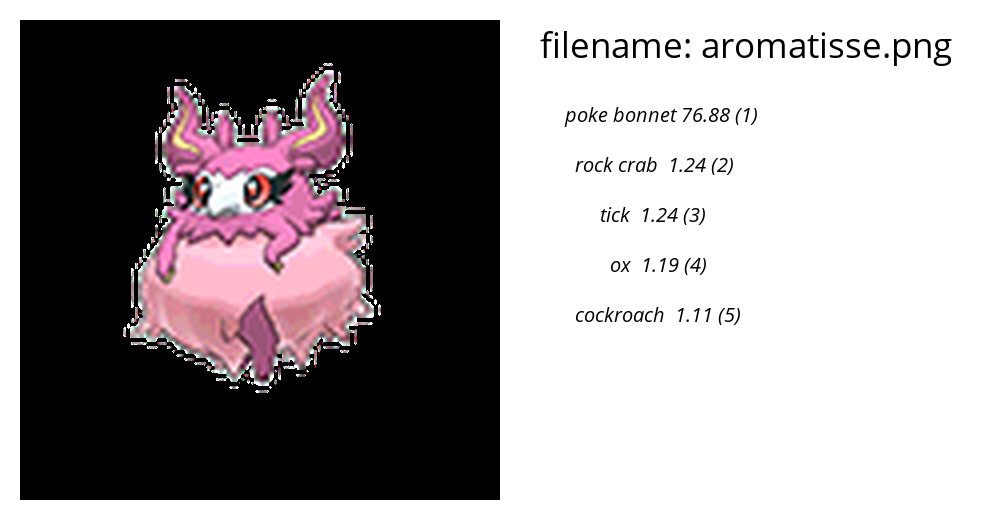 filename: aromatisse.png
poke bonnet 76.88 (1)
rock crab 1.24 (2)
tick 1.24 (3)
ox 1.19 (4)
cockroach 1.11 (5)